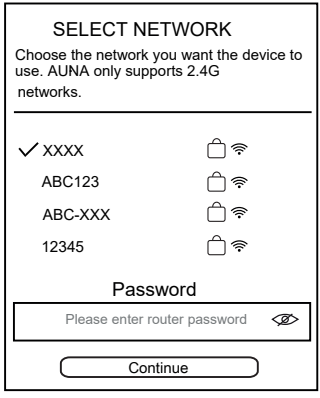 SELECT NETWORK
Choose the network you want the device to
use. AUNA only supports 2.4G
networks.
XXXX
ABC123
ABC-XXX
12345
Password
Please enter router password
Continue